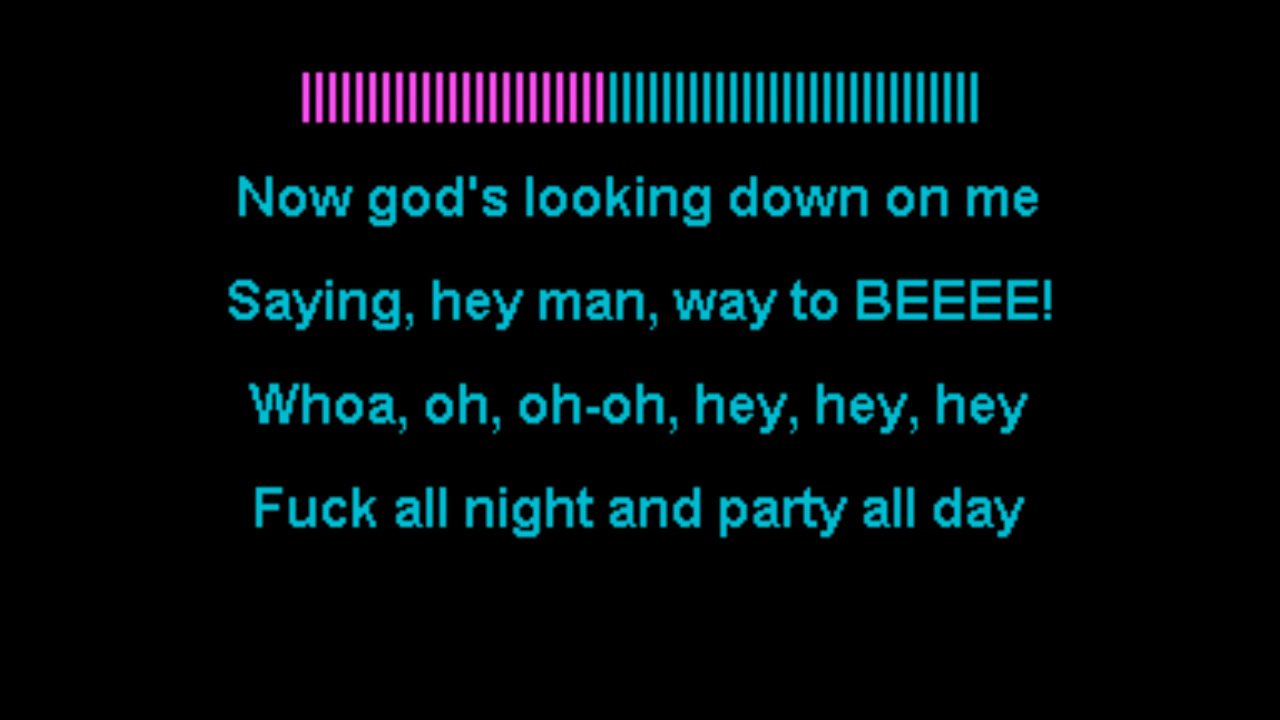 Now god's looking down on me
Saying, hey man, way to BEEEE!
Whoa, oh, oh-oh, hey, hey, hey
Fuck all night and party all day